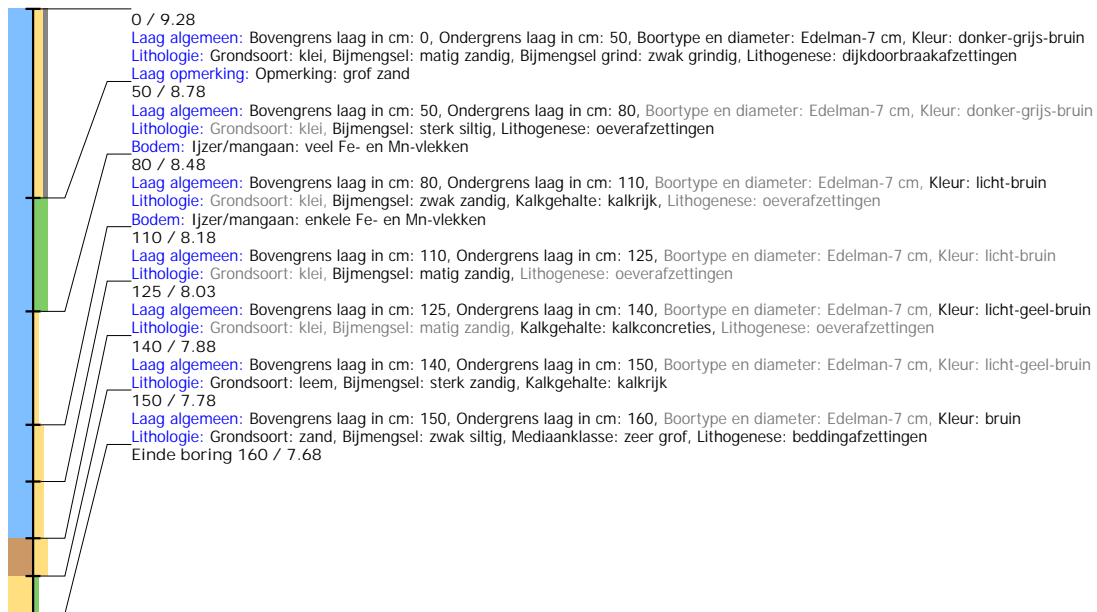 0 / 9.28
Laag algemeen: Bovengrens laag in cm: 0, Ondergrens laag in cm: 50, Boortype en diameter: Edelman-7 cm, Kleur: donker-grijs-bruin
Lithologie: Grondsoort: klei, Bijmengsel: matig zandig, Bijmengsel grind: zwak grindig, Lithogenese: dijkdoorbraakafzettingen
Laag opmerking: Opmerking: grof zand
50 / 8.78
Laag algemeen: Bovengrens laag in cm: 50, Ondergrens laag in cm: 80, Boortype en diameter: Edelman-7 cm, Kleur: donker-grijs-bruin
Lithologie: Grondsoort: klei, Bijmengsel: sterk siltig, Lithogenese: oeverafzettingen
Bodem: Ijzer/mangaan: veel Fe- en Mn-vlekken
80 / 8.48
Laag algemeen: Bovengrens laag in cm: 80, Ondergrens laag in cm: 110, Boortype en diameter: Edelman-7 cm, Kleur: licht-bruin
Lithologie: Grondsoort: klei, Bijmengsel: zwak zandig, Kalkgehalte: kalkrijk, Lithogenese: oeverafzettingen
Bodem: Ijzer/mangaan: enkele Fe- en Mn-vlekken
110 / 8.18
Laag algemeen: Bovengrens laag in cm: 110, Ondergrens laag in cm: 125, Boortype en diameter: Edelman-7 cm, Kleur: licht-bruin
Lithologie: Grondsoort: klei, Bijmengsel: matig zandig, Lithogenese: oeverafzettingen
125 / 8.03
Laag algemeen: Bovengrens laag in cm: 125, Ondergrens laag in cm: 140, Boortype en diameter: Edelman-7 cm, Kleur: licht-geel-bruin
Lithologie: Grondsoort: klei, Bijmengsel: matig zandig, Kalkgehalte: kalkconcreties, Lithogenese: oeverafzettingen
140 / 7.88
Laag algemeen: Bovengrens laag in cm: 140, Ondergrens laag in cm: 150, Boortype en diameter: Edelman-7 cm, Kleur: licht-geel-bruin
Lithologie: Grondsoort: leem, Bijmengsel: sterk zandig, Kalkgehalte: kalkrijk
150 / 7.78
Laag algemeen: Bovengrens laag in cm: 150, Ondergrens laag in cm: 160, Boortype en diameter: Edelman-7 cm, Kleur: bruin
Lithologie: Grondsoort: zand, Bijmengsel: zwak siltig, Mediaanklasse: zeer grof, Lithogenese: beddingafzettingen
Einde boring 160 / 7.68